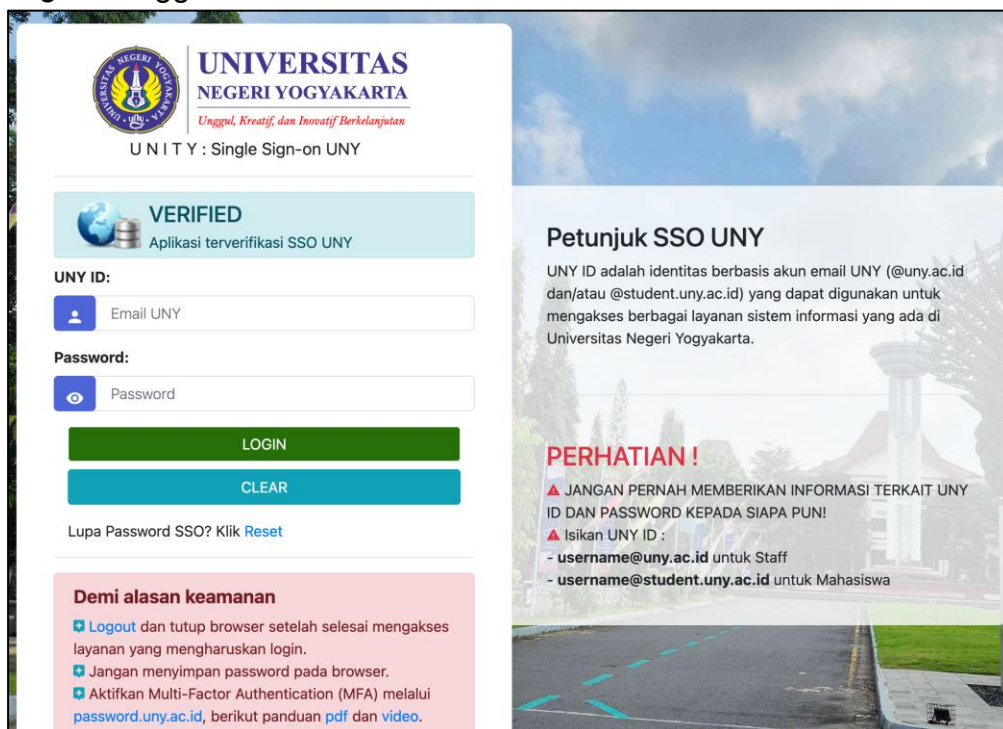 UNIVERSITAS
NEGERI YOGYAKARTA
Unggul, Kreatif, dan Inovatif Berkelanjutan
U N I T Y : Single Sign-on UNY
VERIFIED
Aplikasi terverifikasi SSO UNY
UNY ID:
Email UNY
Password:
Password
LOGIN
CLEAR
Lupa Password SSO? Klik Reset
Demi alasan keamanan
Logout dan tutup browser setelah selesai mengakses
layanan yang mengharuskan login.
Jangan menyimpan password pada browser.
Aktifkan Multi-Factor Authentication (MFA) melalui
password.uny.ac.id, berikut panduan pdf dan video.
Petunjuk SSO UNY
UNY ID adalah identitas berbasis akun email UNY (@uny.ac.id
dan/atau @student.uny.ac.id) yang dapat digunakan untuk
mengakses berbagai layanan sistem informasi yang ada di
Universitas Negeri Yogyakarta.
PERHATIAN !
JANGAN PERNAH MEMBERIKAN INFORMASI TERKAIT UNY
ID DAN PASSWORD KEPADA SIAPA PUN!
Isikan UNY ID :
- username@uny.ac.id untuk Staff
- username@student.uny.ac.id untuk Mahasiswa